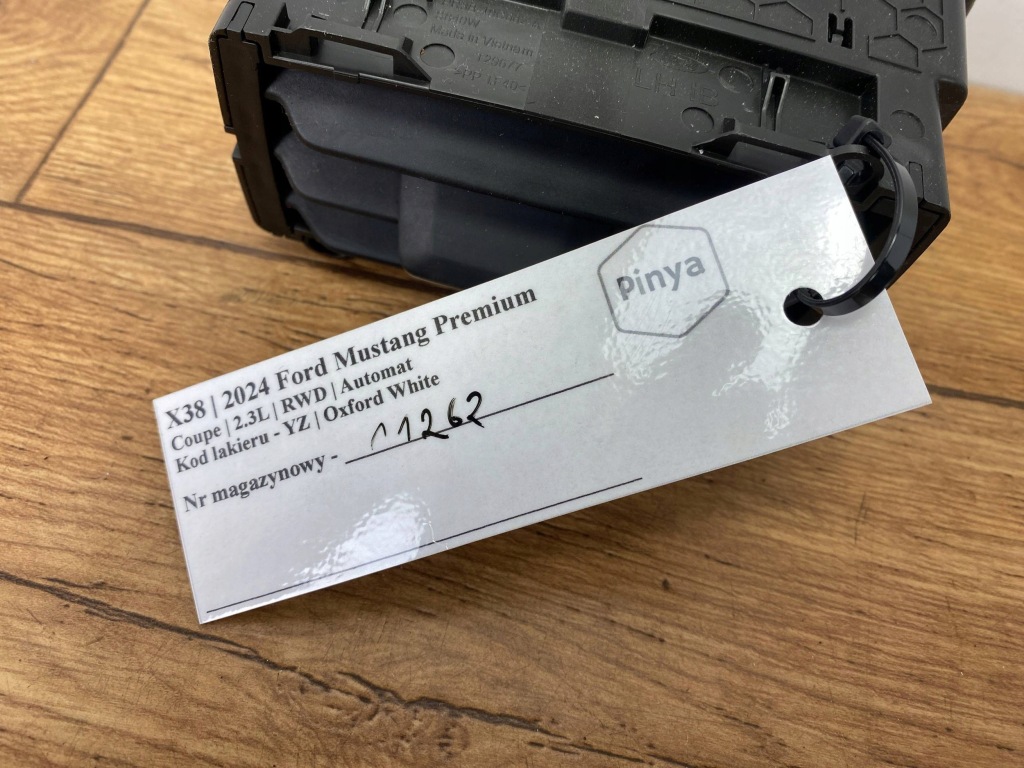 Made in Vietnam
H
Pinya
X38 | 2024 Ford Mustang Premium
Coupe | 2.3L | RWD | Automat
Kod lakieru - YZ | Oxford White
Nr magazynowy - 11262